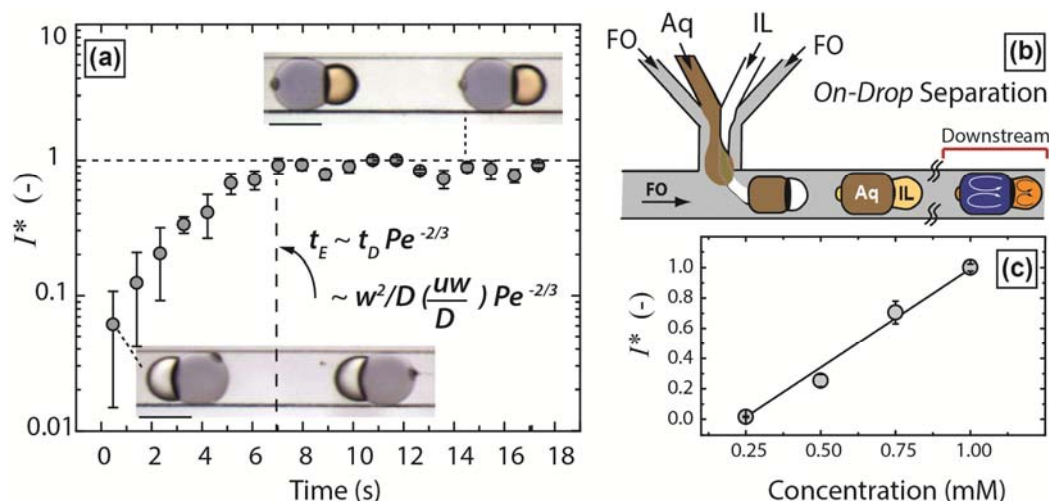 (a)
10
1
0.1
0.01
I* (-)
0 2 4 6 8 10 12 14 16 18
Time (s)
t_E ~ t_D Pe^-2/3
~ w²/D (uw/D) Pe^-2/3
(b)
FO Aq IL FO
On-Drop Separation
Downstream
FO
Aq IL
(c)
1.0
0.8
0.6
0.4
0.2
0.0
I* (-)
0.25 0.50 0.75 1.00
Concentration (mM)